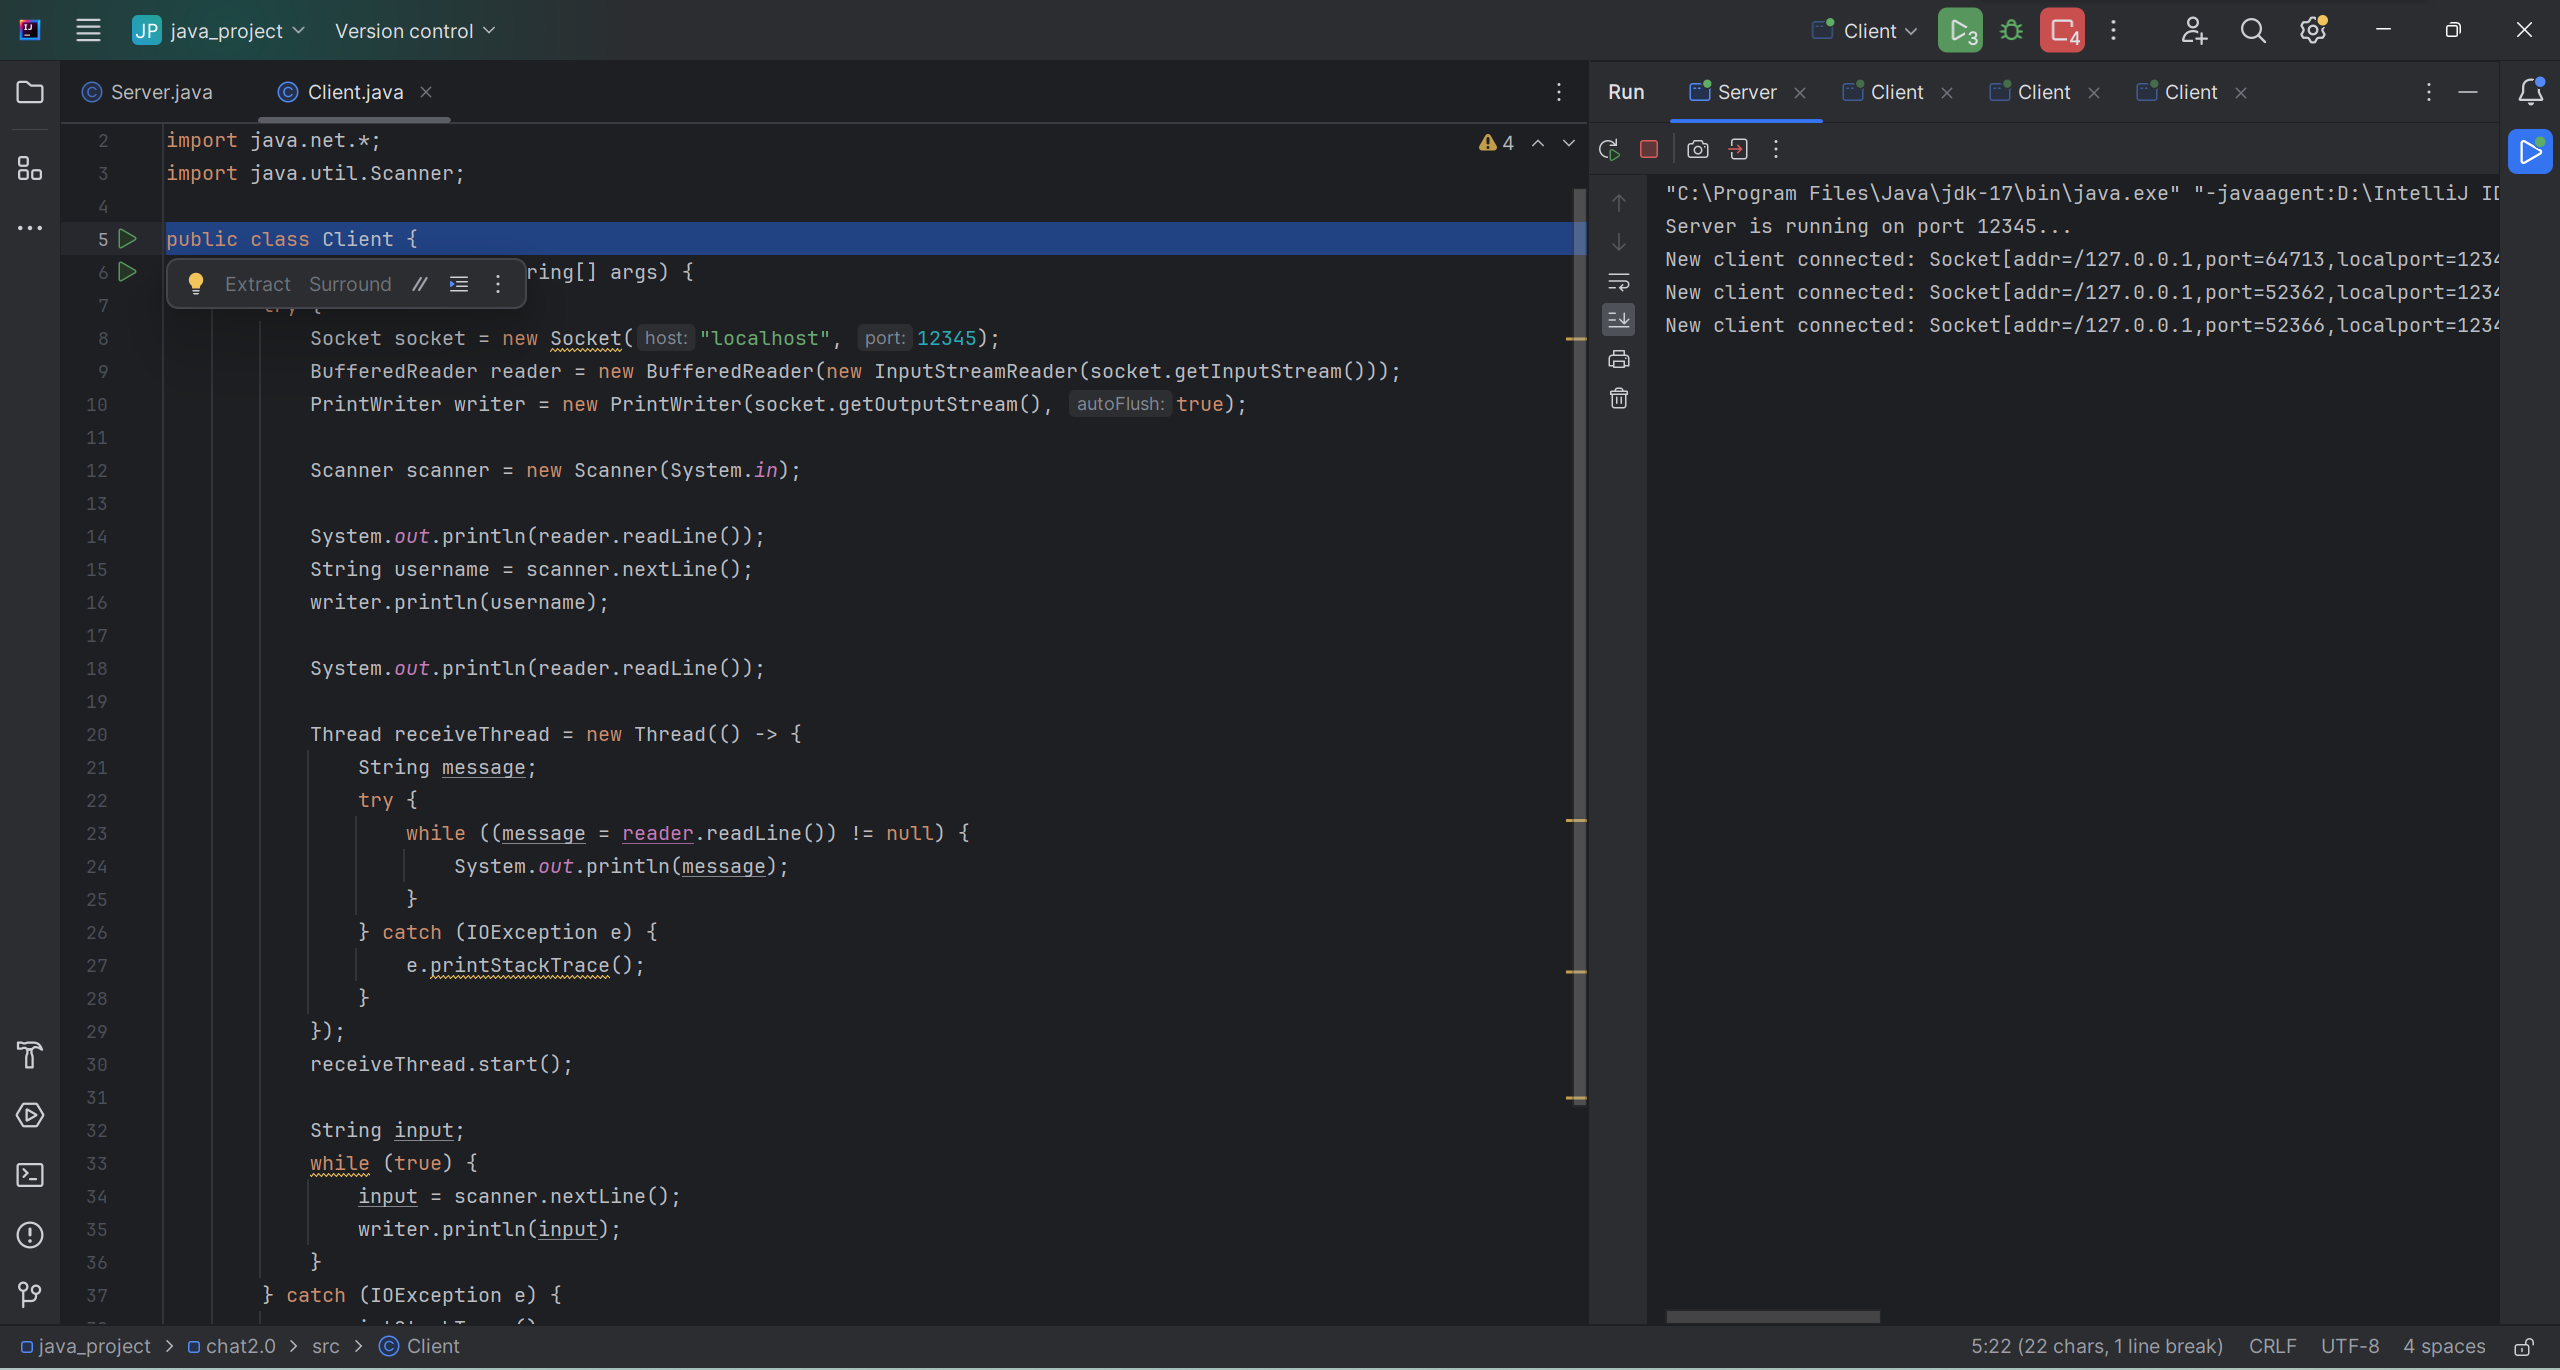 JP java_project Version control Client 3 4
Server.java Client.java
Run Server Client Client Client
4
2 import java.net.*;
3 import java.util.Scanner;
4
5 public class Client {
6 ring[] args) {
Extract Surround //
7
8 Socket socket = new Socket( host: "localhost", port: 12345);
9 BufferedReader reader = new BufferedReader(new InputStreamReader(socket.getInputStream()));
10 PrintWriter writer = new PrintWriter(socket.getOutputStream(), autoFlush: true);
11
12 Scanner scanner = new Scanner(System.in);
13
14 System.out.println(reader.readLine());
15 String username = scanner.nextLine();
16 writer.println(username);
17
18 System.out.println(reader.readLine());
19
20 Thread receiveThread = new Thread(() -> {
21 String message;
22 try {
23 while ((message = reader.readLine()) != null) {
24 System.out.println(message);
25 }
26 } catch (IOException e) {
27 e.printStackTrace();
28 }
29 });
30 receiveThread.start();
31
32 String input;
33 while (true) {
34 input = scanner.nextLine();
35 writer.println(input);
36 }
37 } catch (IOException e) {
"C:\Program Files\Java\jdk-17\bin\java.exe" "-javaagent:D:\IntelliJ ID
Server is running on port 12345...
New client connected: Socket[addr=/127.0.0.1,port=64713,localport=1234
New client connected: Socket[addr=/127.0.0.1,port=52362,localport=1234
New client connected: Socket[addr=/127.0.0.1,port=52366,localport=1234
java_project > chat2.0 > src > Client
5:22 (22 chars, 1 line break) CRLF UTF-8 4 spaces